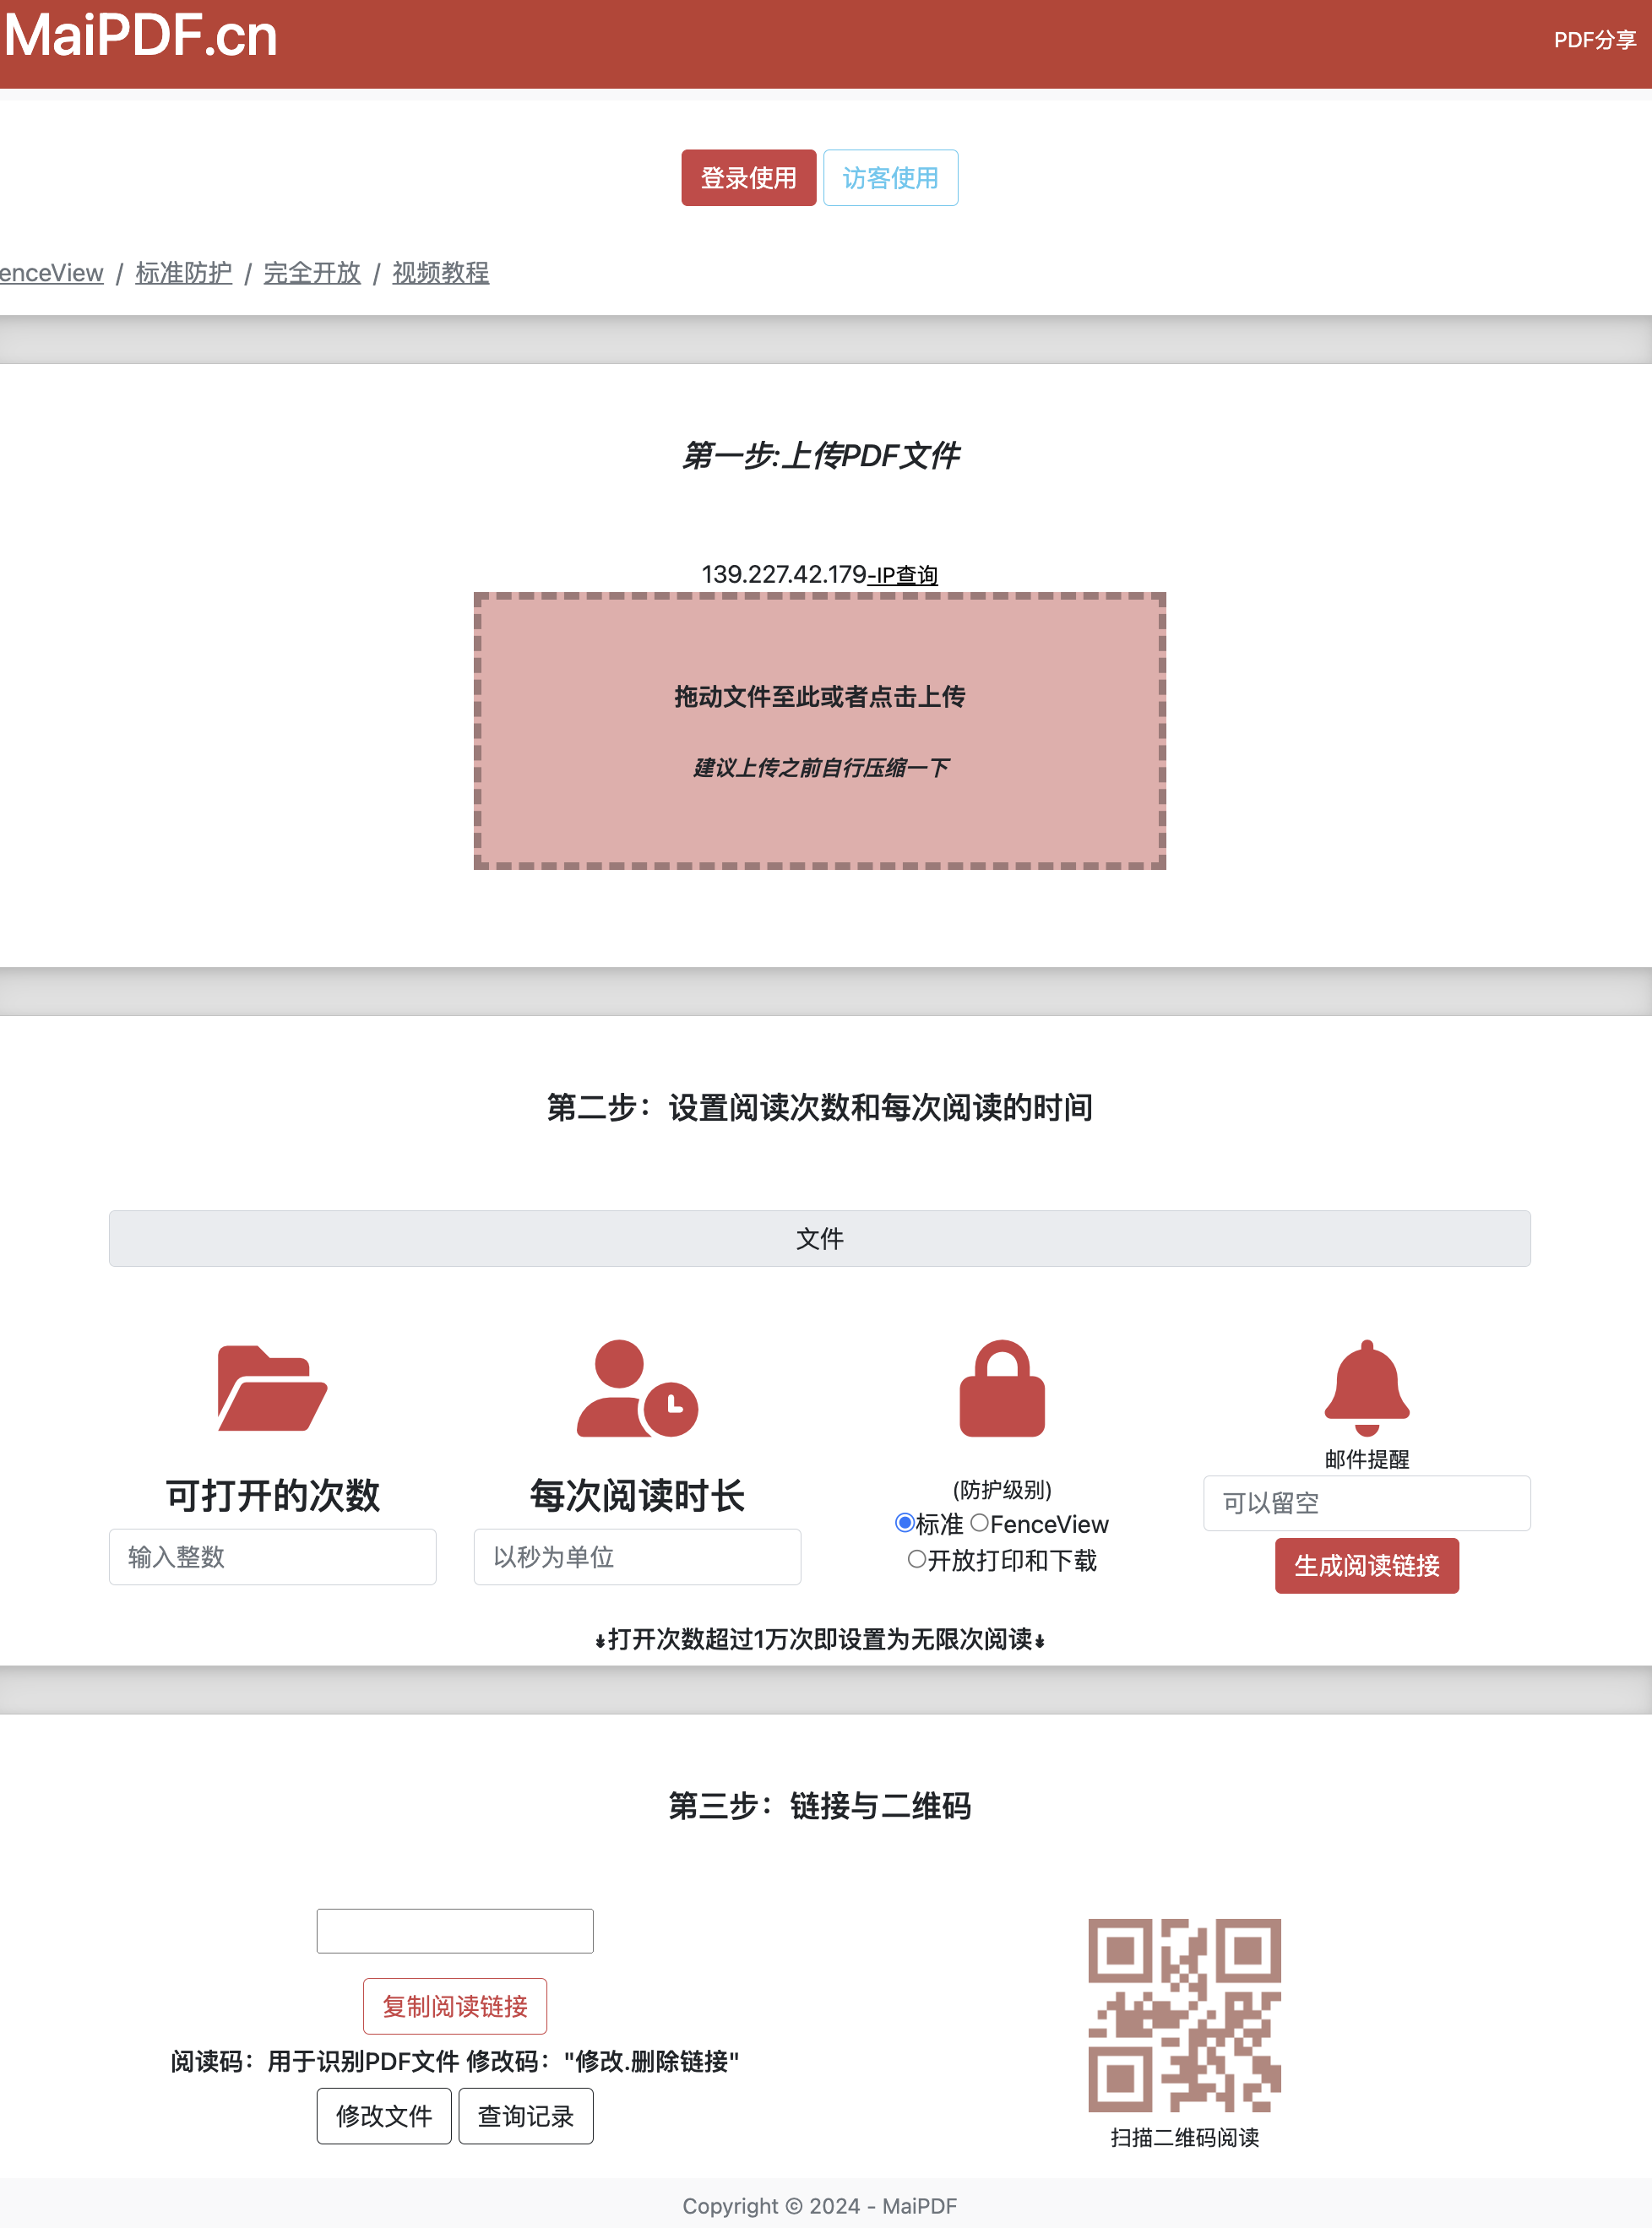 MaiPDF.cn
PDF分享
登录使用 访客使用
enceView / 标准防护 / 完全开放 / 视频教程
第一步:上传PDF文件
139.227.42.179-IP查询
拖动文件至此或者点击上传
建议上传之前自行压缩一下
第二步：设置阅读次数和每次阅读的时间
文件
可打开的次数
输入整数
每次阅读时长
以秒为单位
(防护级别)
标准 FenceView
开放打印和下载
邮件提醒
可以留空
生成阅读链接
↡打开次数超过1万次即设置为无限次阅读↡
第三步：链接与二维码
复制阅读链接
阅读码：用于识别PDF文件 修改码："修改.删除链接"
修改文件 查询记录
扫描二维码阅读
Copyright © 2024 - MaiPDF